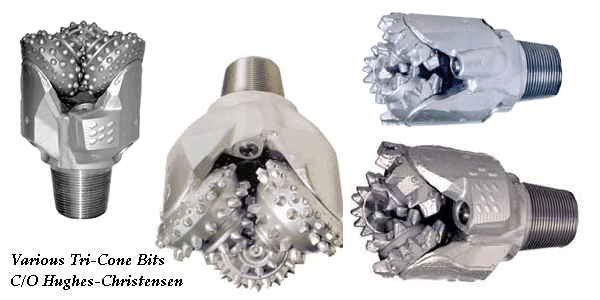 Various Tri-Cone Bits
C/O Hughes-Christensen